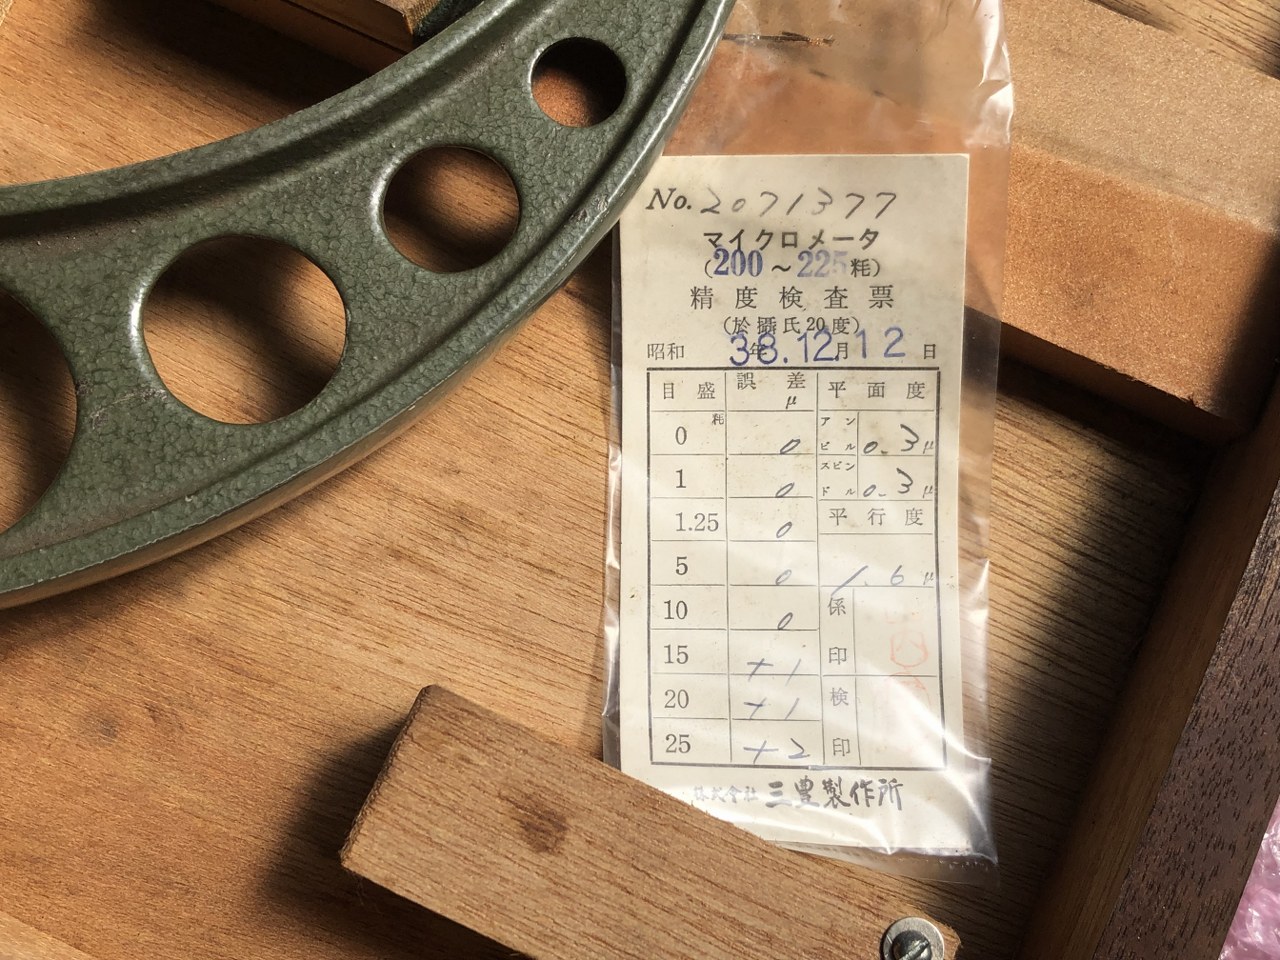 No. 2071377
マイクロメータ
(200～225粍)
精度検査票
(於攝氏20度)
昭和 38年12月12日
目盛 誤差 μ 平面度
0粍 0 アンビル 0.3μ
1 0 スピンドル 0.3μ
1.25 0 平行度
5 0 1.6μ
10 0 係
15 +1 印
20 +1 検
25 +2 印
株式会社 三豊製作所